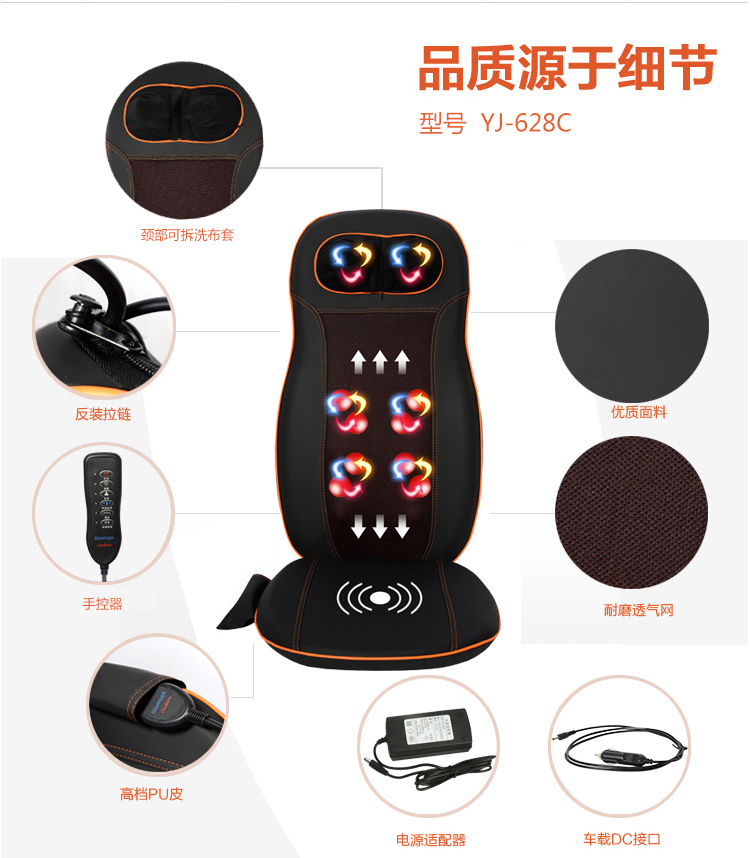 品质源于细节
型号 YJ-628C
颈部可拆洗布套
反装拉链
优质面料
手控器
耐磨透气网
高档PU皮
电源适配器
车载DC接口